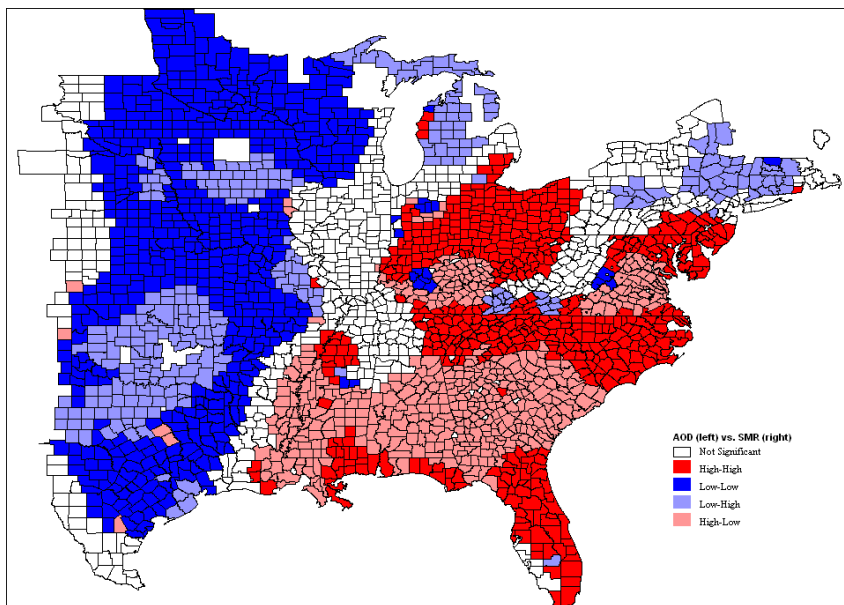 AOD (left) vs. SMR (right)
Not Significant
High-High
Low-Low
Low-High
High-Low